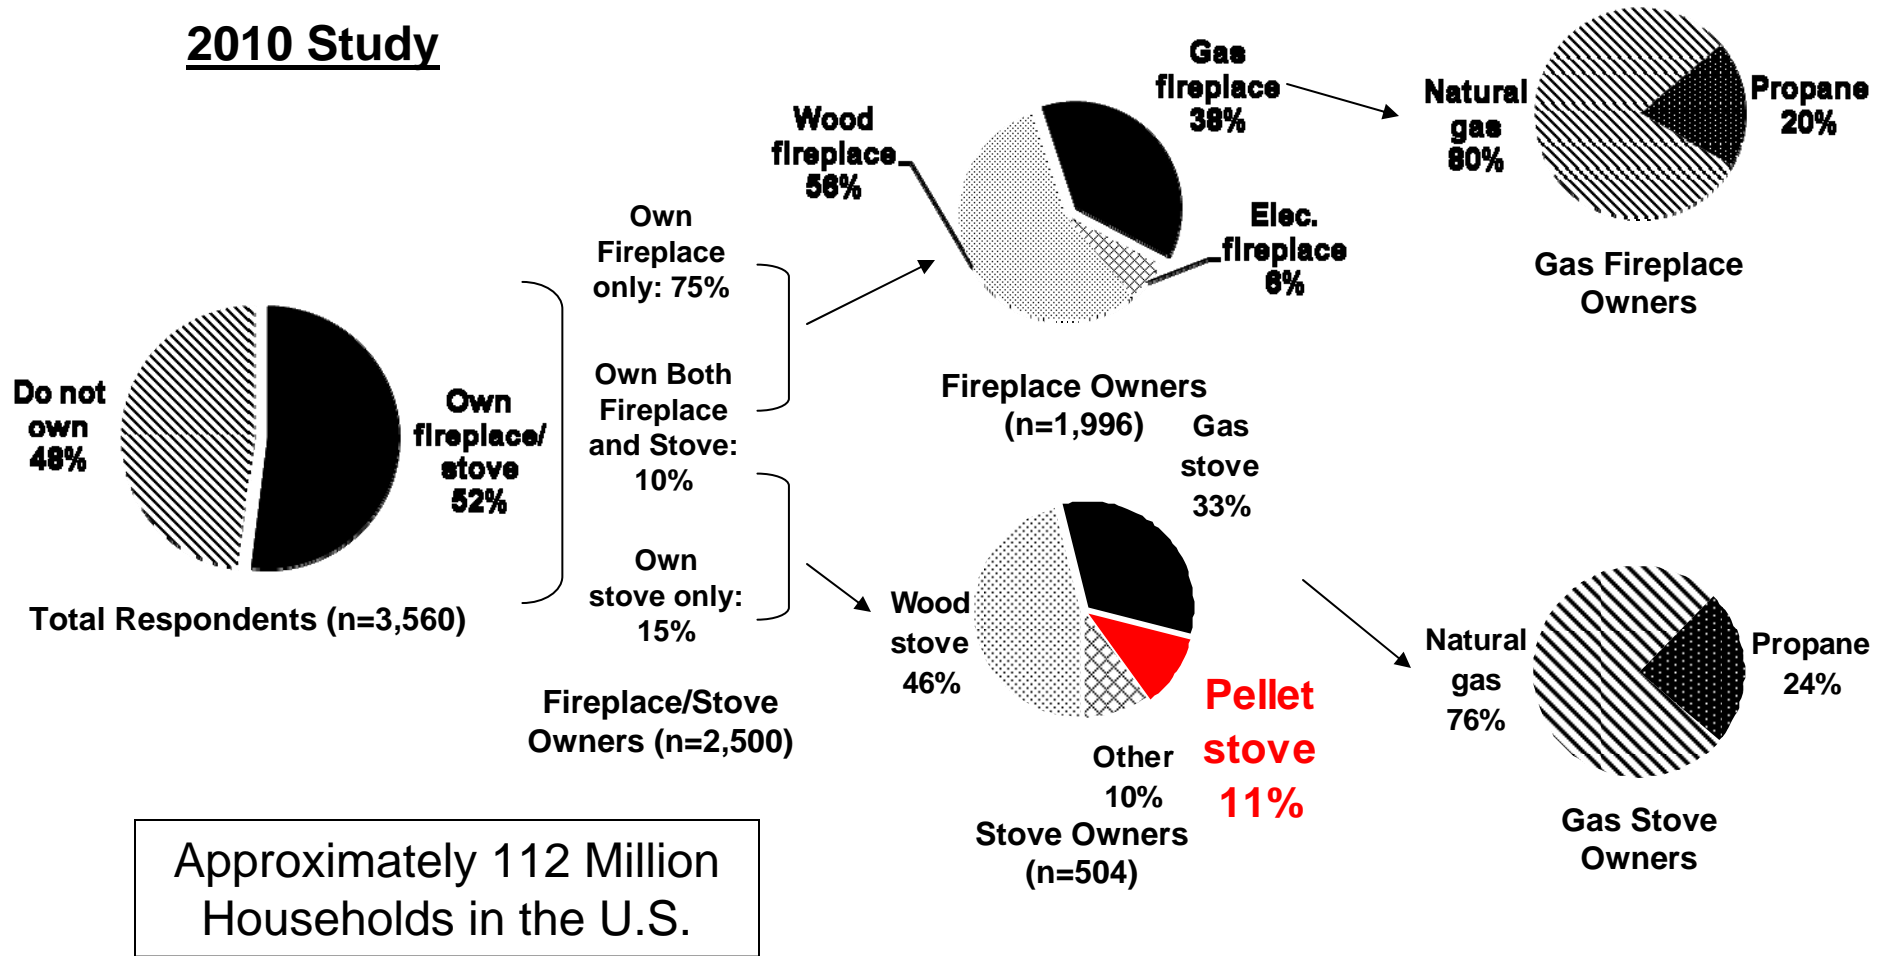 2010 Study
Do not
own
48%
Own
fireplace/
stove
52%
Total Respondents (n=3,560)
Own
Fireplace
only: 75%
Own Both
Fireplace
and Stove:
10%
Own
stove only:
15%
Fireplace/Stove
Owners (n=2,500)
Wood
fireplace
56%
Gas
fireplace
38%
Elec.
fireplace
6%
Fireplace Owners
(n=1,996)
Natural
gas
80%
Propane
20%
Gas Fireplace
Owners
Gas
stove
33%
Wood
stove
46%
Pellet
stove
11%
Other
10%
Stove Owners
(n=504)
Natural
gas
76%
Propane
24%
Gas Stove
Owners
Approximately 112 Million
Households in the U.S.